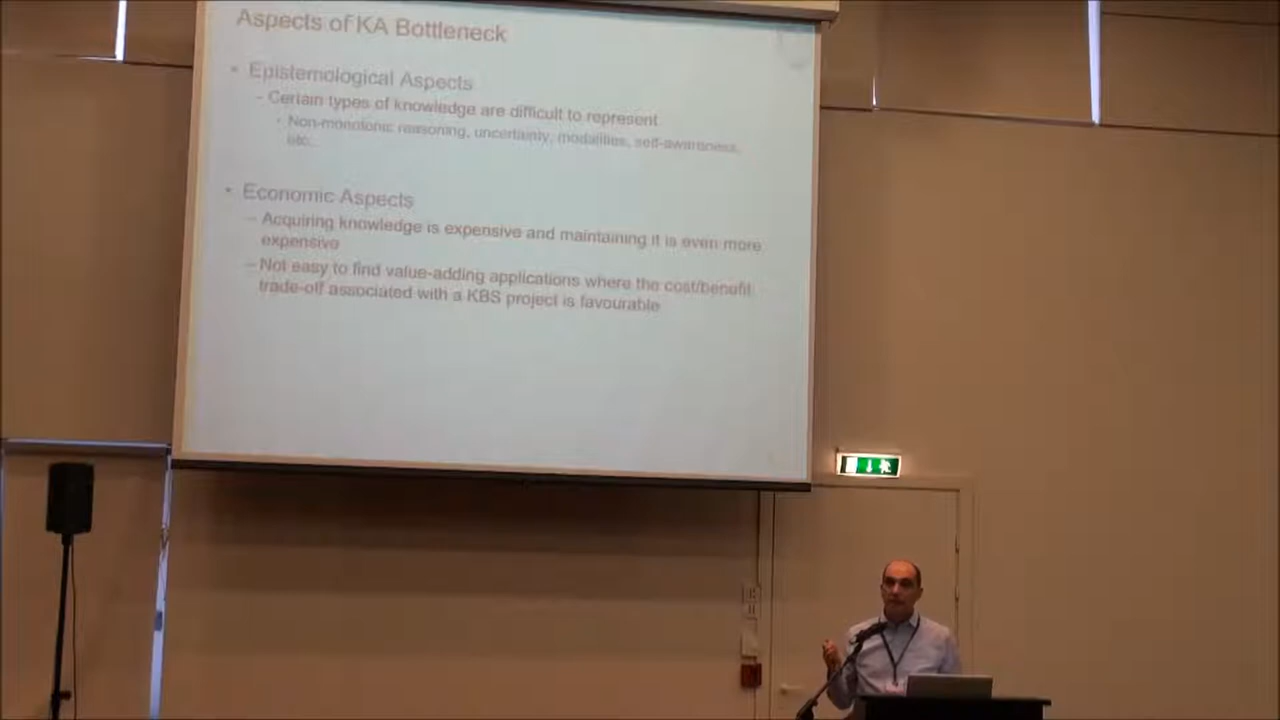 Aspects of KA Bottleneck
• Epistemological Aspects
– Certain types of knowledge are difficult to represent
• Non-monotonic reasoning, uncertainty, modalities, self-awareness,
etc..
• Economic Aspects
– Acquiring knowledge is expensive and maintaining it is even more
expensive
– Not easy to find value-adding applications where the cost/benefit
trade-off associated with a KBS project is favourable